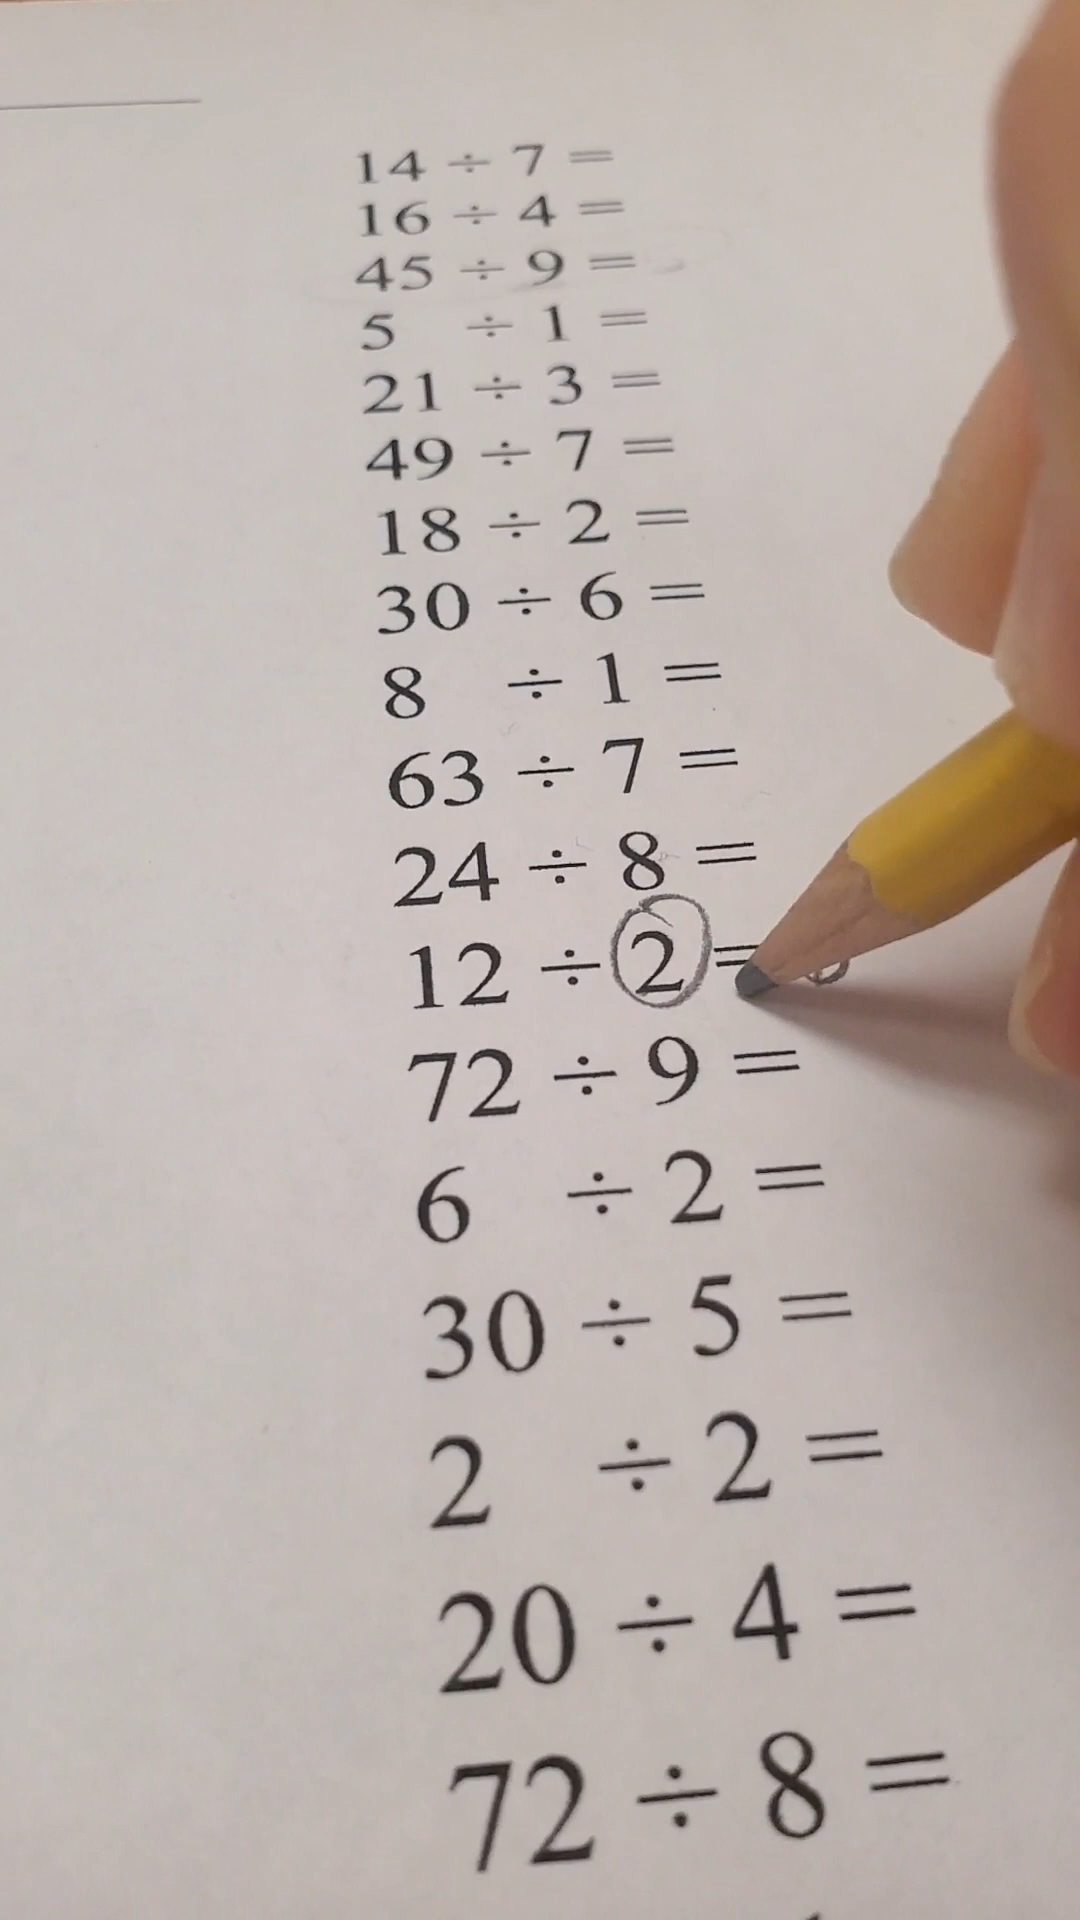 14 ÷ 7 =
16 ÷ 4 =
45 ÷ 9 =
5 ÷ 1 =
21 ÷ 3 =
49 ÷ 7 =
18 ÷ 2 =
30 ÷ 6 =
8 ÷ 1 =
63 ÷ 7 =
24 ÷ 8 =
12 ÷ 2 =
72 ÷ 9 =
6 ÷ 2 =
30 ÷ 5 =
2 ÷ 2 =
20 ÷ 4 =
72 ÷ 8 =